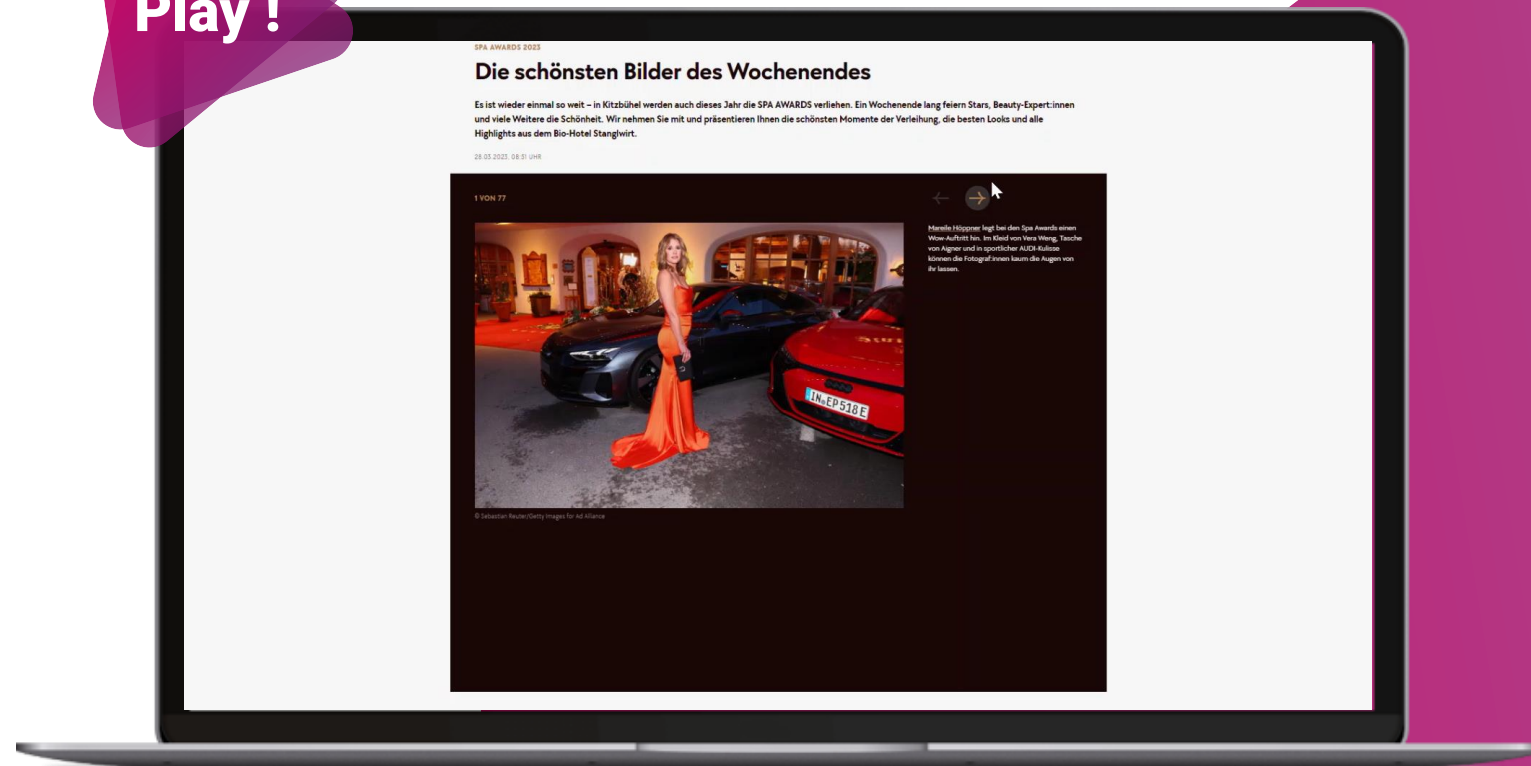 Play !
SPA AWARDS 2023
Die schönsten Bilder des Wochenendes
Es ist wieder einmal so weit – in Kitzbühel werden auch dieses Jahr die SPA AWARDS verliehen. Ein Wochenende lang feiern Stars, Beauty-Expert:innen
und viele Weitere die Schönheit. Wir nehmen Sie mit und präsentieren Ihnen die schönsten Momente der Verleihung, die besten Looks und alle
Highlights aus dem Bio-Hotel Stanglwirt.
28.03.2023, 08:51 UHR
1 VON 77
Mareile Höppner legt bei den Spa Awards einen
Wow-Auftritt hin. Im Kleid von Vera Weng, Tasche
von Aigner und in sportlicher AUDI-Kulisse
können die Fotograf:innen kaum die Augen von
ihr lassen.
IN EP 518 E
© Sebastian Reuter/Getty Images for Ad Alliance